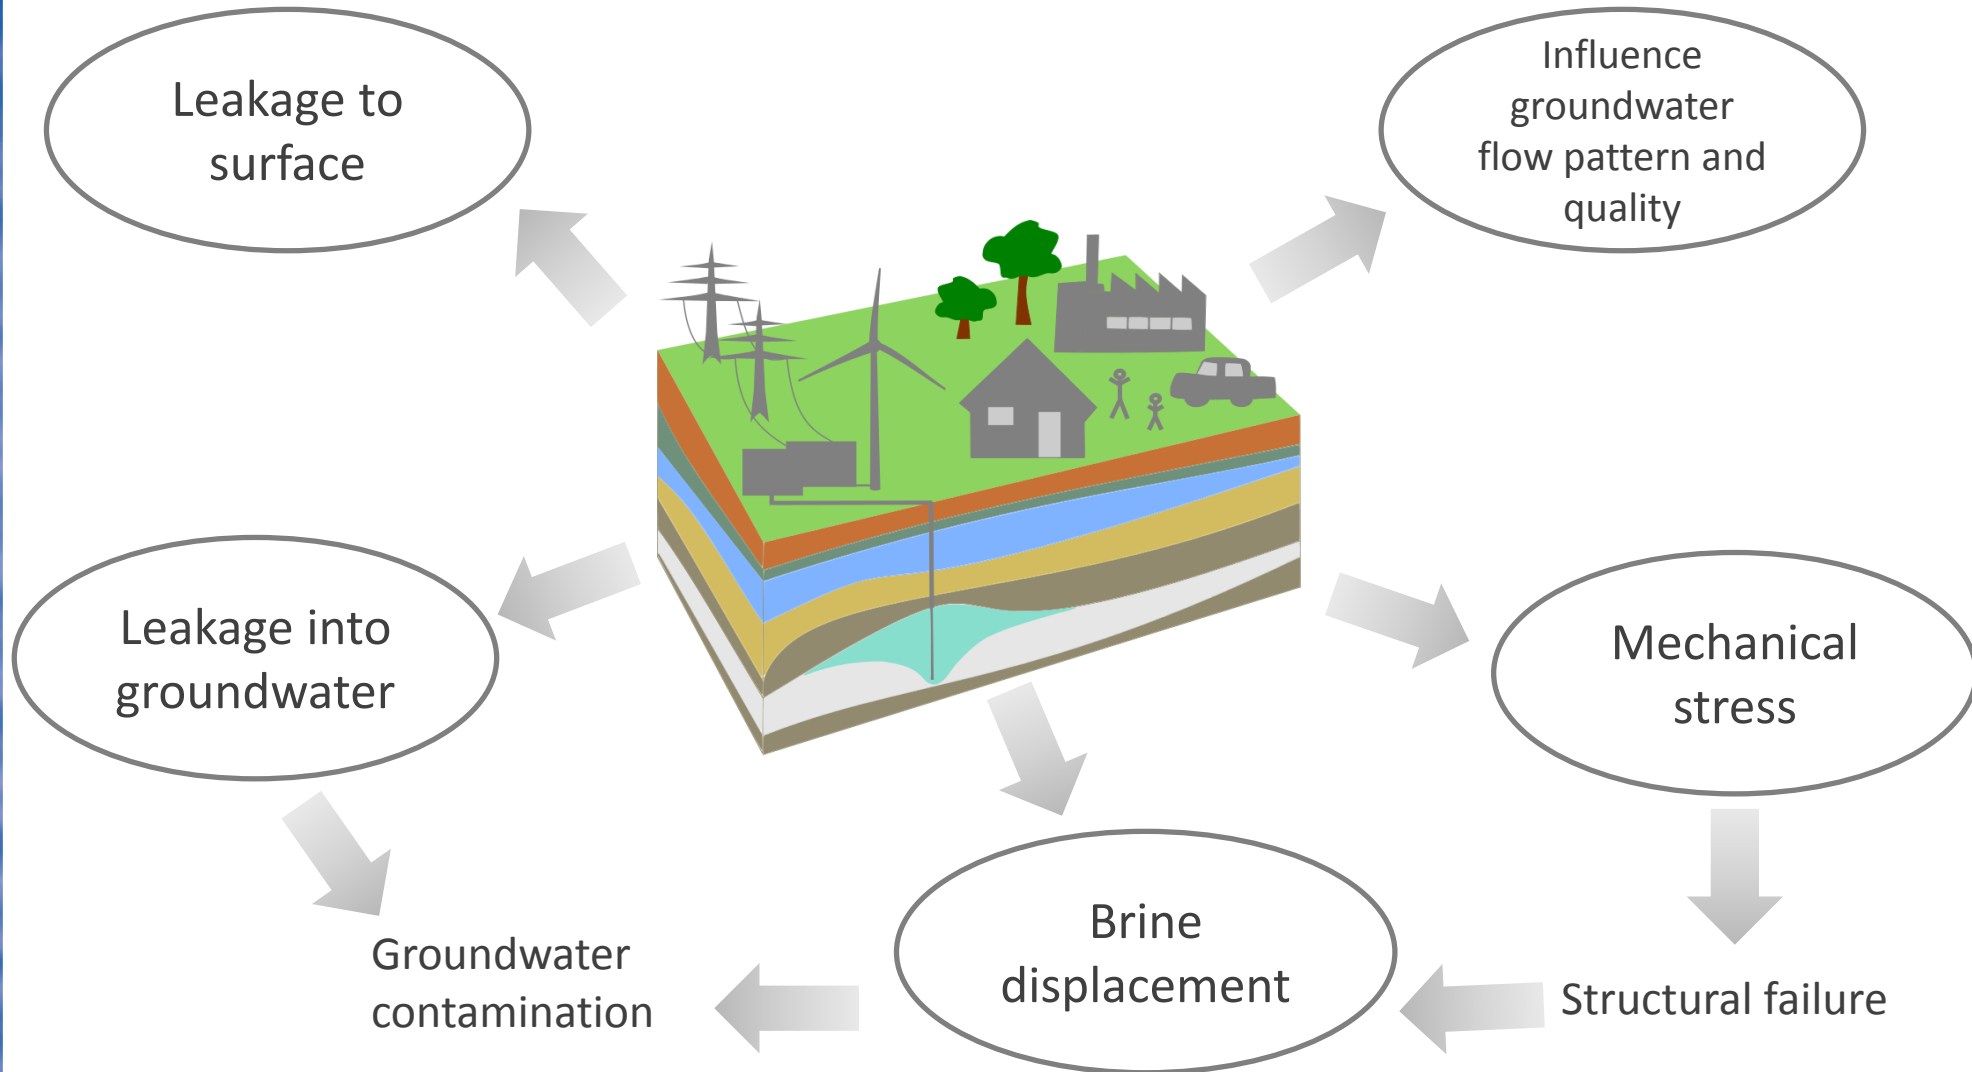 Leakage to
surface
Influence
groundwater
flow pattern and
quality
Leakage into
groundwater
Mechanical
stress
Groundwater
contamination
Brine
displacement
Structural failure